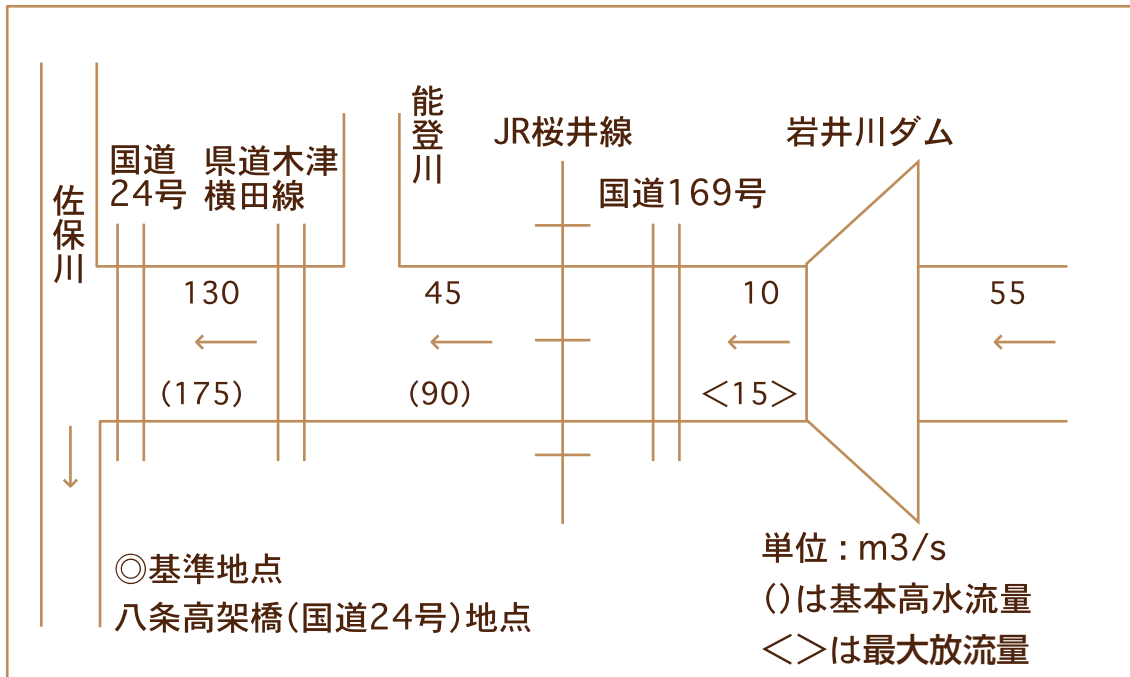 能登川
JR桜井線
岩井川ダム
国道
24号
県道木津
横田線
国道169号
佐保川
130
45
10
55
(175)
(90)
<15>
◎基準地点
八条高架橋(国道24号)地点
単位：m3/s
()は基本高水流量
<>は最大放流量